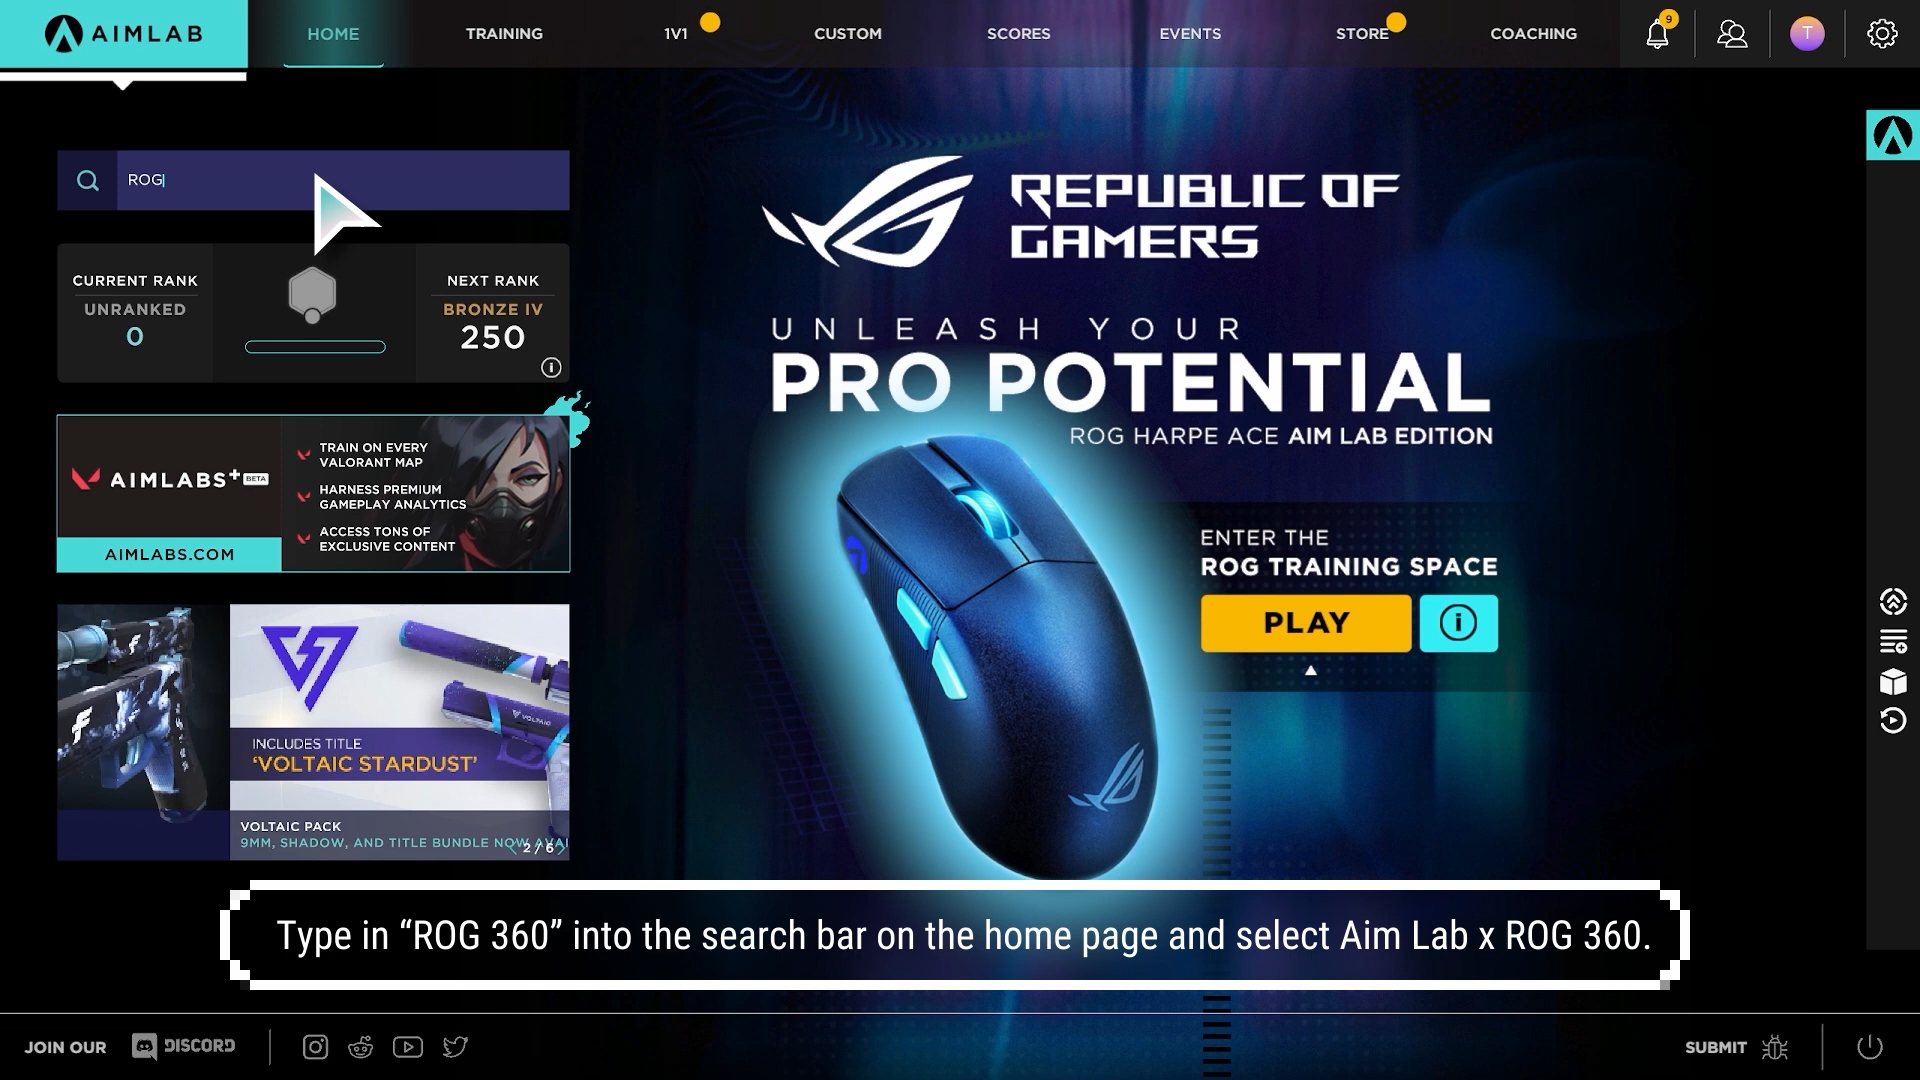 AIMLAB
HOME
TRAINING
1V1
CUSTOM
SCORES
EVENTS
STORE
COACHING
9
T
ROG
CURRENT RANK
UNRANKED
0
NEXT RANK
BRONZE IV
250
AIMLABS+ BETA
AIMLABS.COM
TRAIN ON EVERY
VALORANT MAP
HARNESS PREMIUM
GAMEPLAY ANALYTICS
ACCESS TONS OF
EXCLUSIVE CONTENT
INCLUDES TITLE
‘VOLTAIC STARDUST’
VOLTAIC
VOLTAIC PACK
9MM, SHADOW, AND TITLE BUNDLE NOW AVAI
2 / 6
REPUBLIC OF
GAMERS
UNLEASH YOUR
PRO POTENTIAL
ROG HARPE ACE AIM LAB EDITION
ENTER THE
ROG TRAINING SPACE
PLAY
Type in “ROG 360” into the search bar on the home page and select Aim Lab x ROG 360.
JOIN OUR
DISCORD
SUBMIT